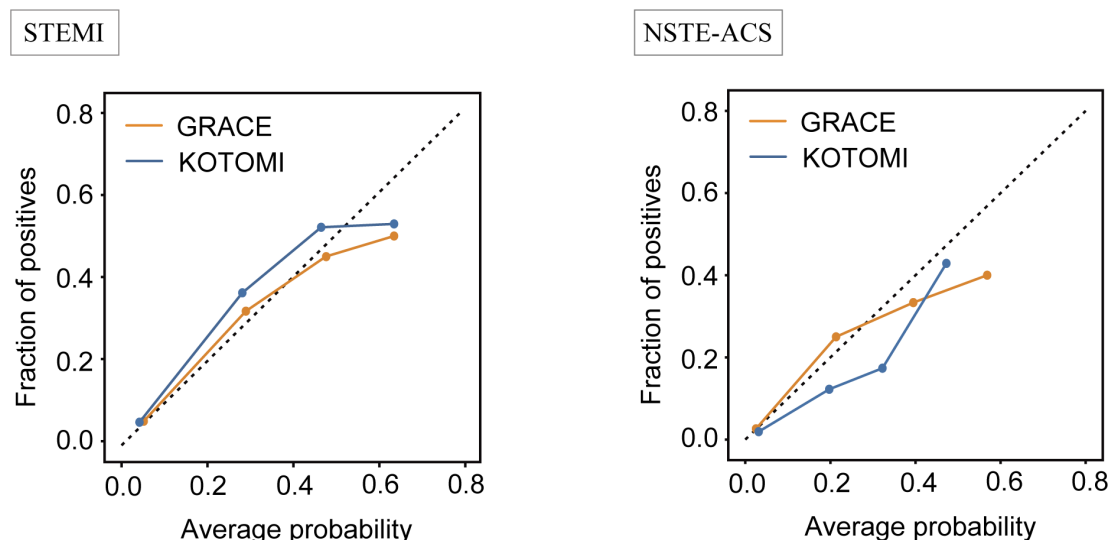 STEMI
NSTE-ACS
GRACE
KOTOMI
0.8
0.6
0.4
0.2
0.0
Fraction of positives
0.0 0.2 0.4 0.6 0.8
Average probability
GRACE
KOTOMI
0.8
0.6
0.4
0.2
0.0
Fraction of positives
0.0 0.2 0.4 0.6 0.8
Average probability